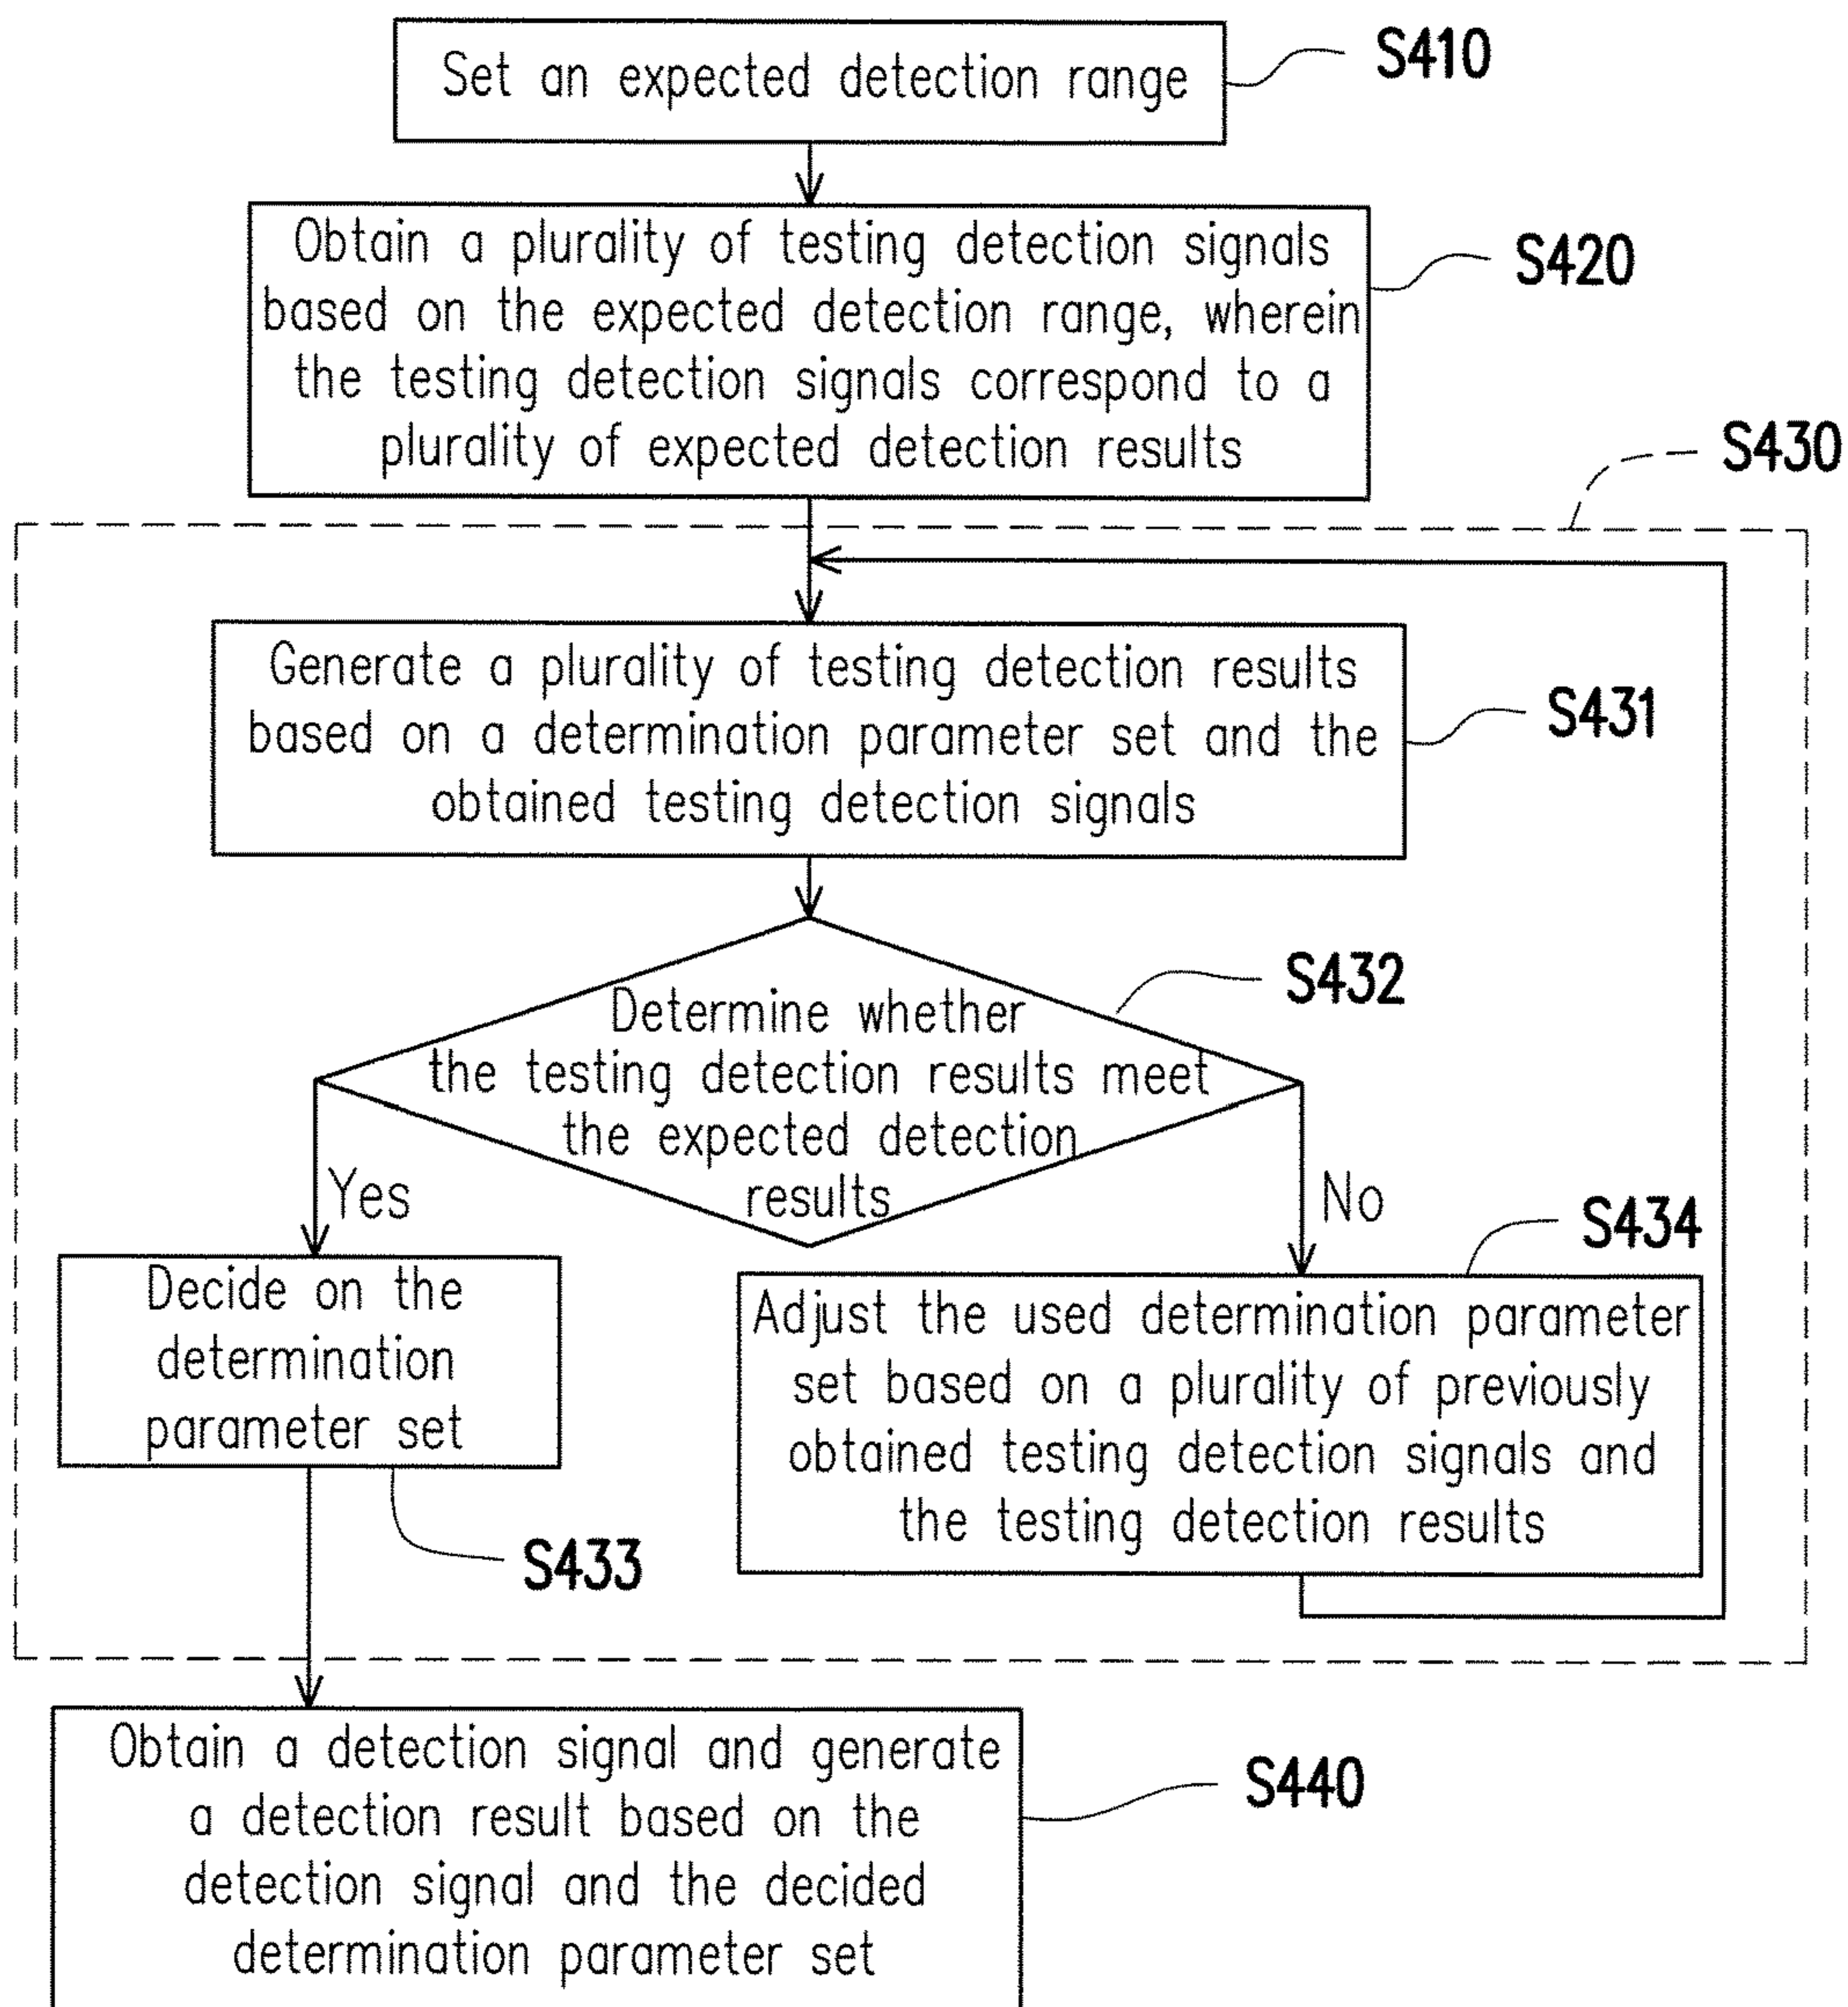 Set an expected detection range
S410
Obtain a plurality of testing detection signals
based on the expected detection range, wherein
the testing detection signals correspond to a
plurality of expected detection results
S420
S430
Generate a plurality of testing detection results
based on a determination parameter set and the
obtained testing detection signals
S431
Determine whether
the testing detection results meet
the expected detection
results
S432
Yes
No
Decide on the
determination
parameter set
S433
S434
Adjust the used determination parameter
set based on a plurality of previously
obtained testing detection signals and
the testing detection results
Obtain a detection signal and generate
a detection result based on the
detection signal and the decided
determination parameter set
S440